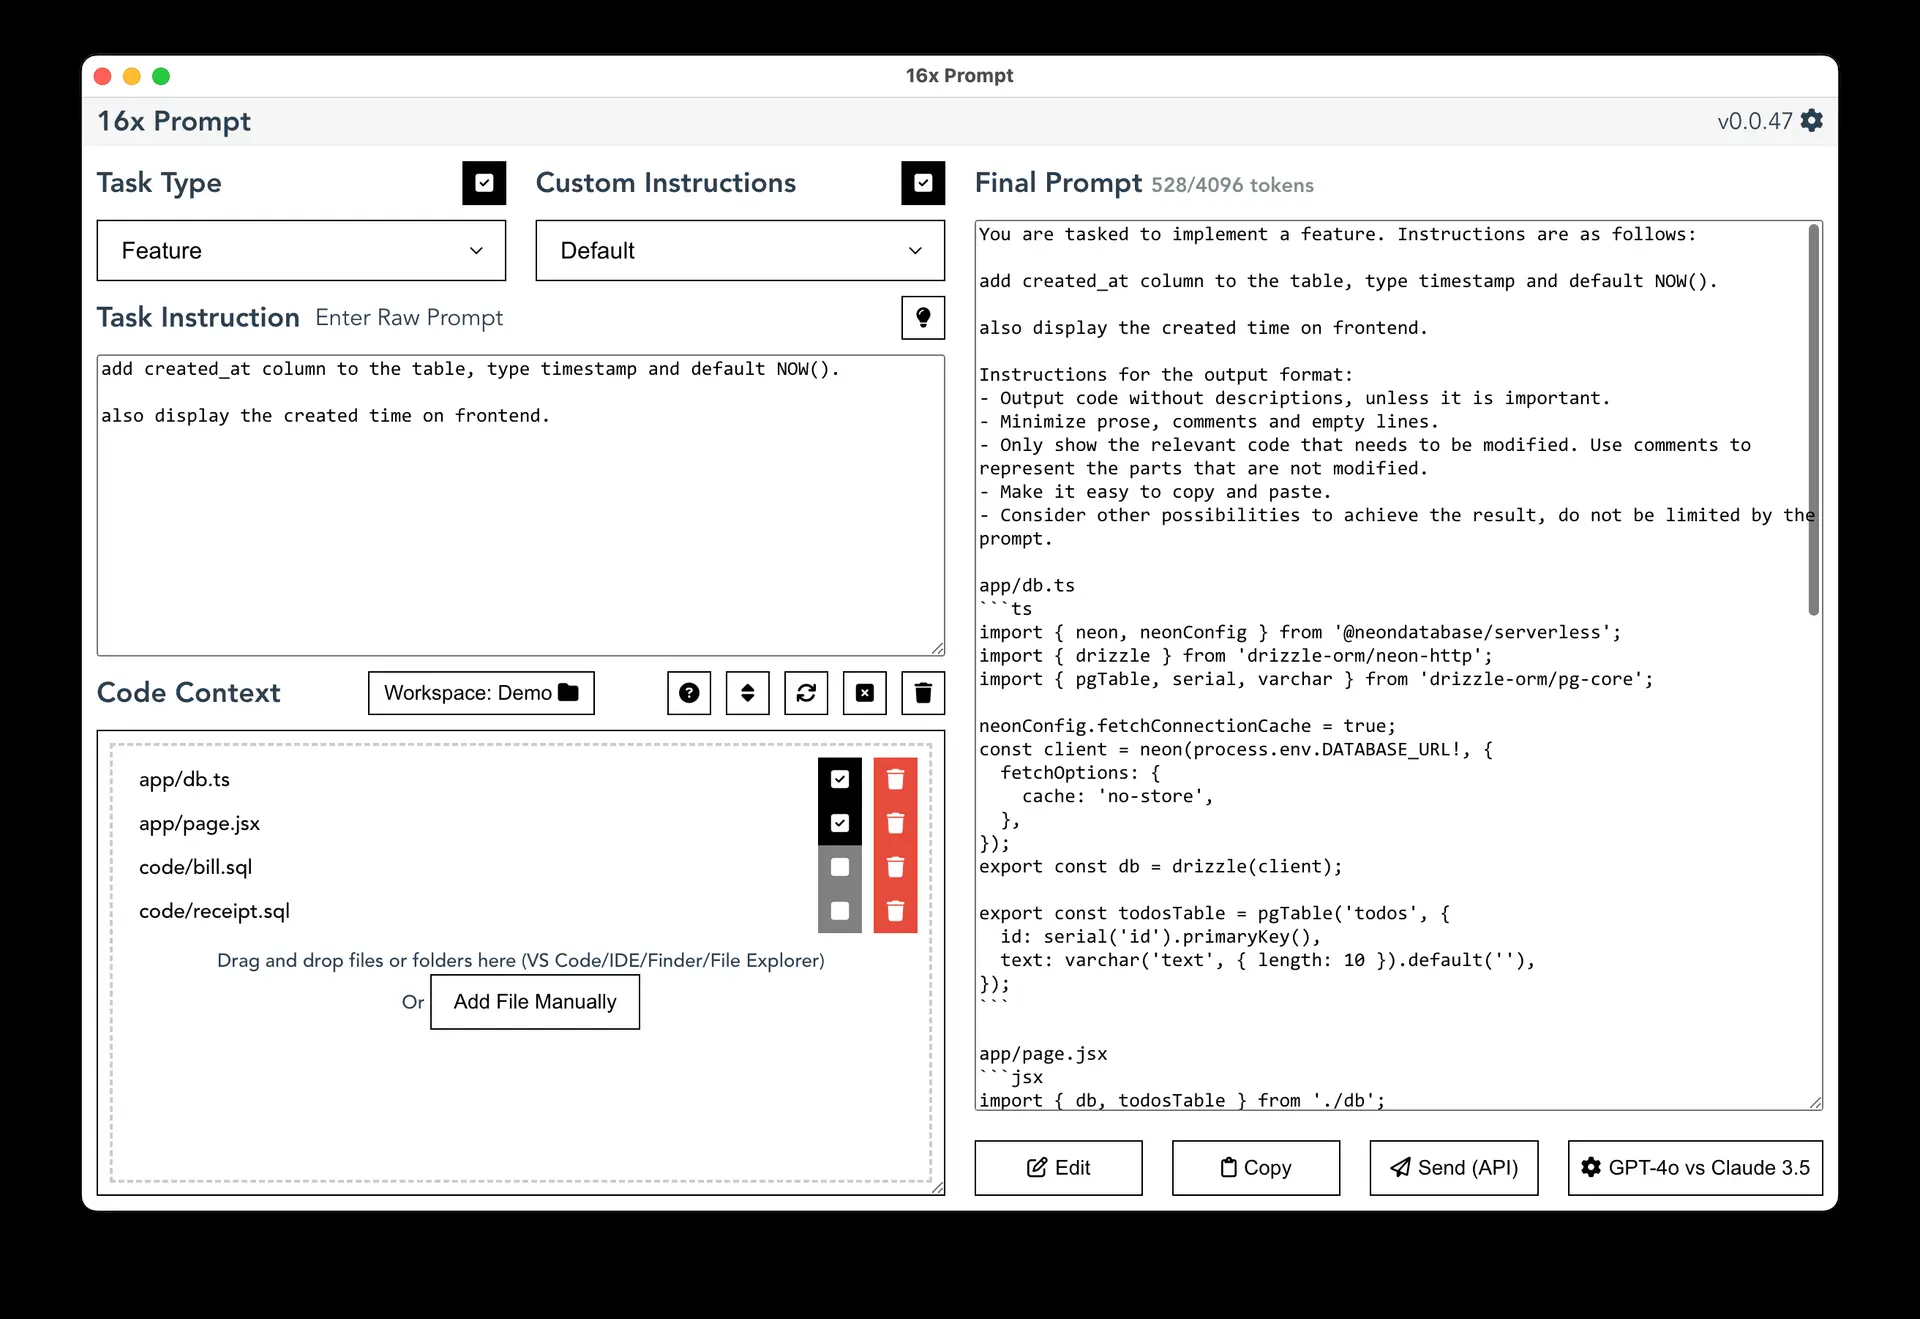 16x Prompt
16x Prompt
v0.0.47
Task Type
Custom Instructions
Feature
Default
Task Instruction Enter Raw Prompt
add created_at column to the table, type timestamp and default NOW().
also display the created time on frontend.
Code Context
Workspace: Demo
app/db.ts
app/page.jsx
code/bill.sql
code/receipt.sql
Drag and drop files or folders here (VS Code/IDE/Finder/File Explorer)
Or Add File Manually
Final Prompt 528/4096 tokens
You are tasked to implement a feature. Instructions are as follows:
add created_at column to the table, type timestamp and default NOW().
also display the created time on frontend.
Instructions for the output format:
- Output code without descriptions, unless it is important.
- Minimize prose, comments and empty lines.
- Only show the relevant code that needs to be modified. Use comments to
represent the parts that are not modified.
- Make it easy to copy and paste.
- Consider other possibilities to achieve the result, do not be limited by the
prompt.
app/db.ts
```ts
import { neon, neonConfig } from '@neondatabase/serverless';
import { drizzle } from 'drizzle-orm/neon-http';
import { pgTable, serial, varchar } from 'drizzle-orm/pg-core';
neonConfig.fetchConnectionCache = true;
const client = neon(process.env.DATABASE_URL!, {
  fetchOptions: {
    cache: 'no-store',
  },
});
export const db = drizzle(client);
export const todosTable = pgTable('todos', {
  id: serial('id').primaryKey(),
  text: varchar('text', { length: 10 }).default(''),
});
```
app/page.jsx
```jsx
import { db, todosTable } from './db';
Edit
Copy
Send (API)
GPT-4o vs Claude 3.5